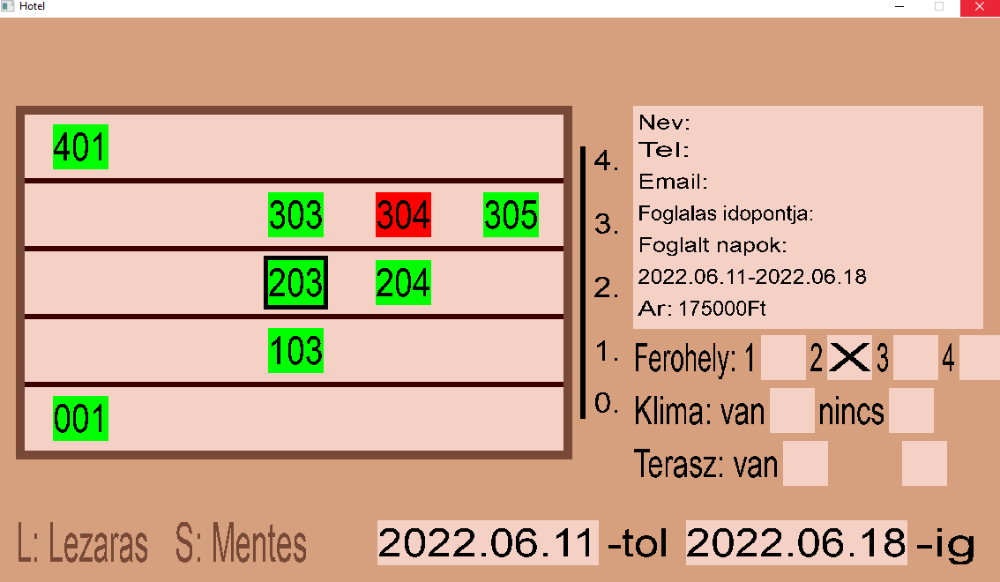 Hotel
401
303 304 305
203 204
103
001
4.
3.
2.
1.
0.
Nev:
Tel:
Email:
Foglalas idopontja:
Foglalt napok:
2022.06.11-2022.06.18
Ar: 175000Ft
Ferohely: 1 2 X 3 4
Klima: van nincs
Terasz: van
L: Lezaras S: Mentes
2022.06.11 -tol 2022.06.18 -ig